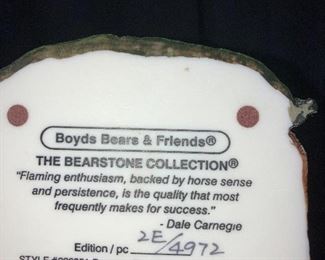 Boyds Bears & Friends®
THE BEARSTONE COLLECTION®
"Flaming enthusiasm, backed by horse sense
and persistence, is the quality that most
frequently makes for success."
- Dale Carnegie
Edition / pc 2E/4972
STYLE